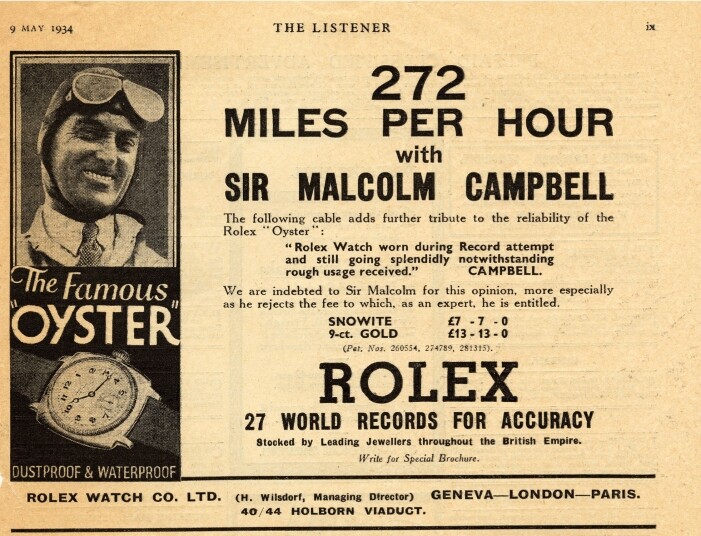 9 MAY 1934
THE LISTENER
ix
The Famous
"OYSTER"
DUSTPROOF & WATERPROOF
272
MILES PER HOUR
with
SIR MALCOLM CAMPBELL
The following cable adds further tribute to the reliability of the
Rolex "Oyster":
"Rolex Watch worn during Record attempt
and still going splendidly notwithstanding
rough usage received." CAMPBELL.
We are indebted to Sir Malcolm for this opinion, more especially
as he rejects the fee to which, as an expert, he is entitled.
SNOWITE £7 - 7 - 0
9-ct. GOLD £13 - 13 - 0
(Pat. Nos. 260554, 274789, 281315).
ROLEX
27 WORLD RECORDS FOR ACCURACY
Stocked by Leading Jewellers throughout the British Empire.
Write for Special Brochure.
ROLEX WATCH CO. LTD. (H. Wilsdorf, Managing Director) GENEVA—LONDON—PARIS.
40/44 HOLBORN VIADUCT.